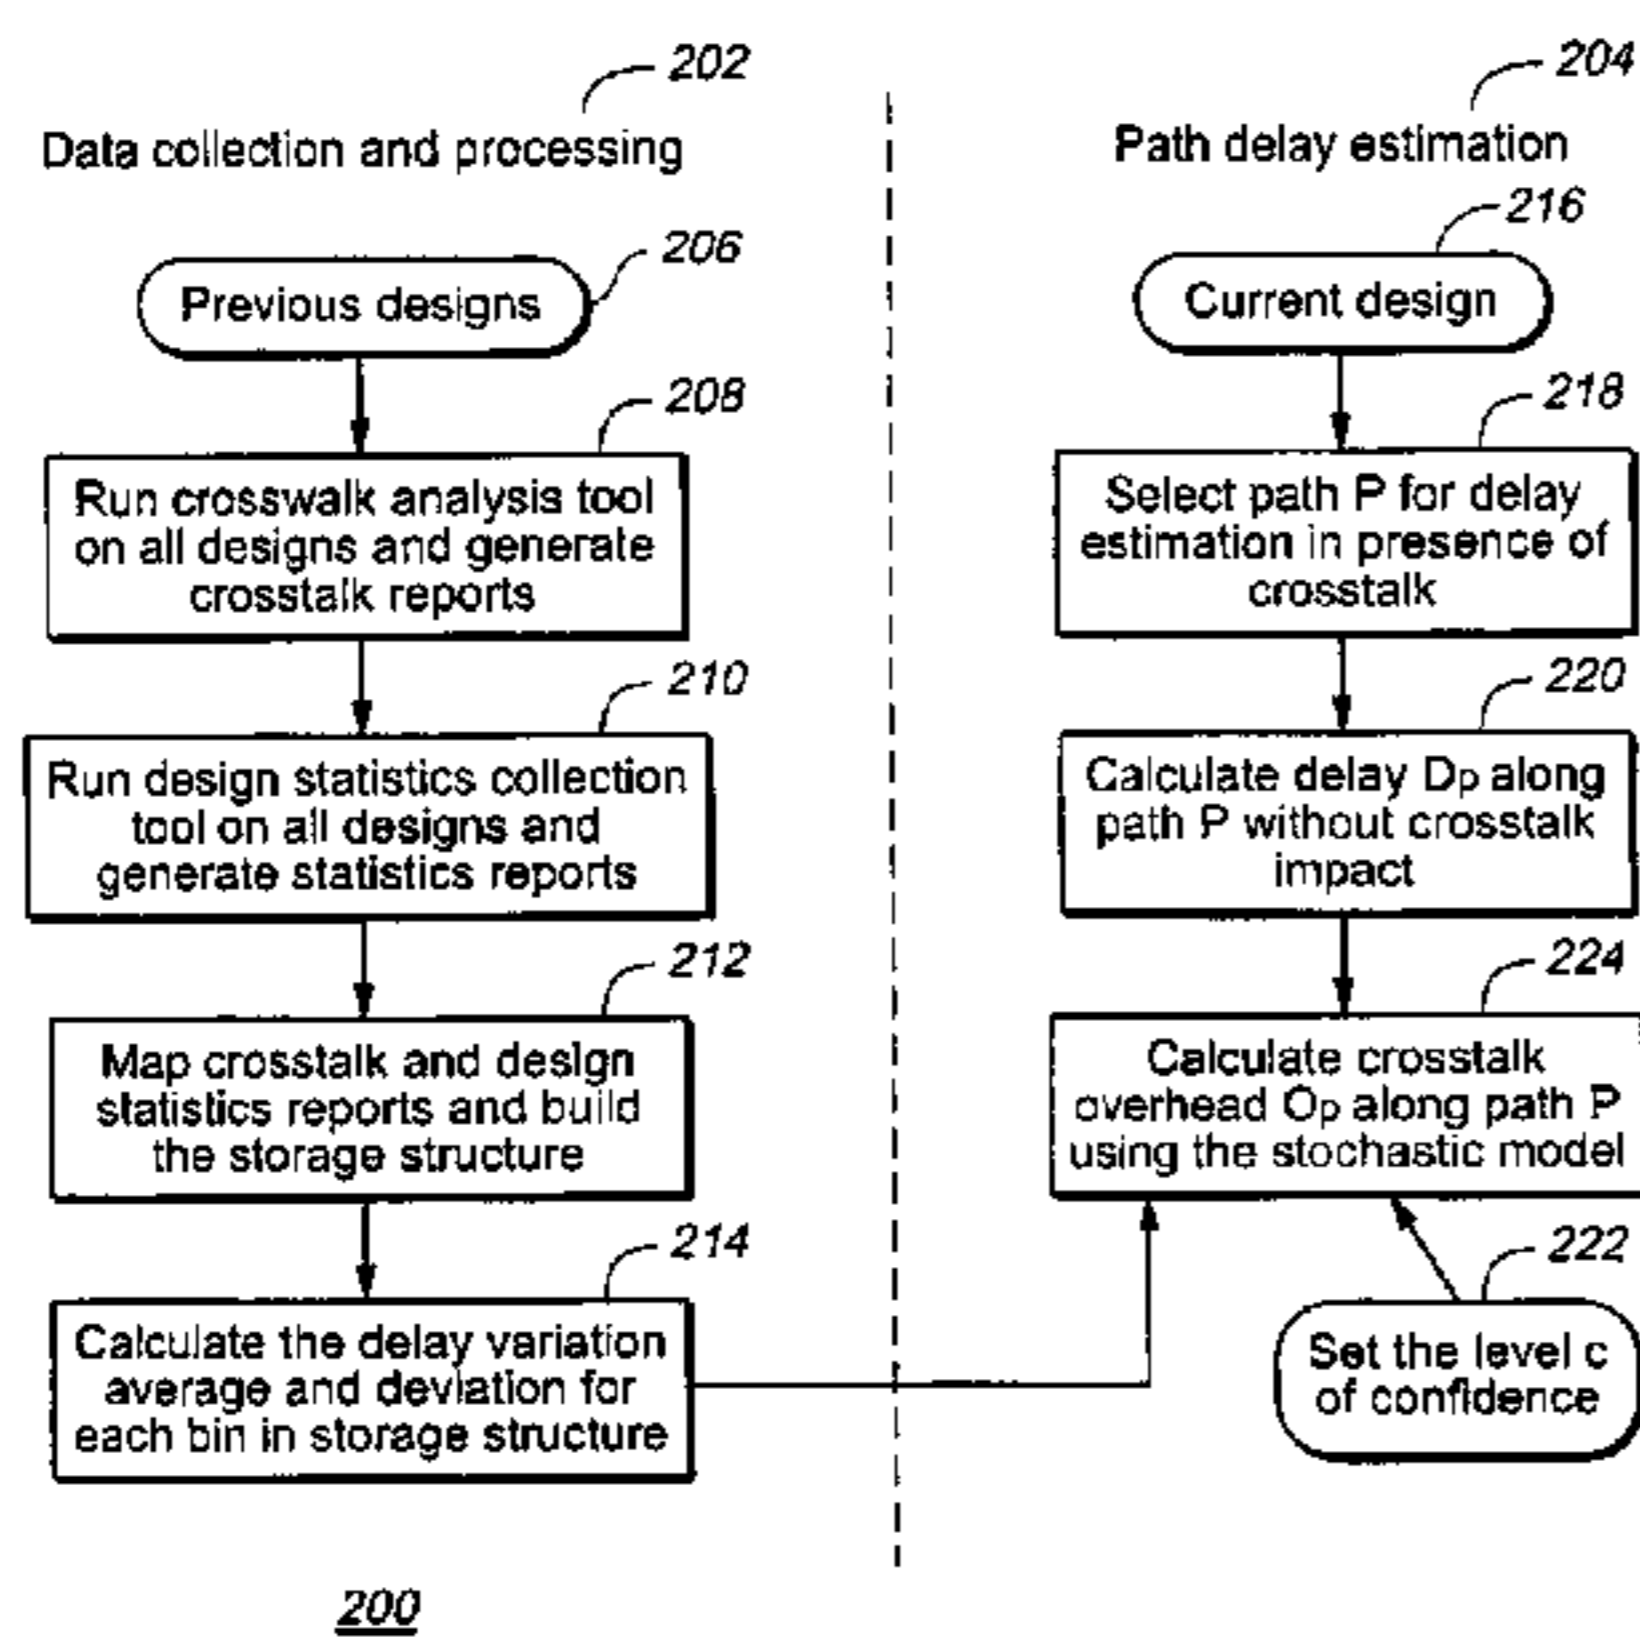 202
Data collection and processing
206
Previous designs
208
Run crosswalk analysis tool
on all designs and generate
crosstalk reports
210
Run design statistics collection
tool on all designs and
generate statistics reports
212
Map crosstalk and design
statistics reports and build
the storage structure
214
Calculate the delay variation
average and deviation for
each bin in storage structure
200
204
Path delay estimation
216
Current design
218
Select path P for delay
estimation in presence of
crosstalk
220
Calculate delay Dp along
path P without crosstalk
impact
224
Calculate crosstalk
overhead Op along path P
using the stochastic model
222
Set the level c
of confidence